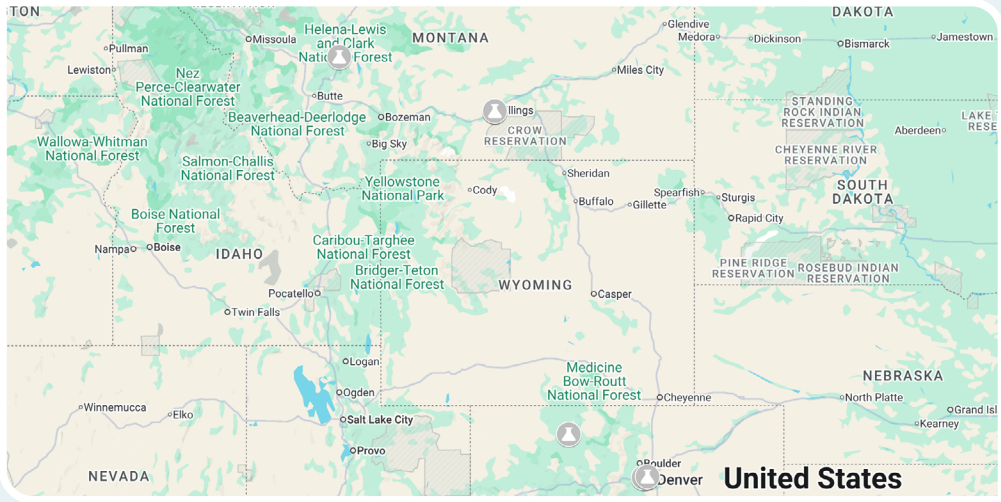 TON
RESERVATION
DAKOTA
Helena-Lewis
and Clark
National Forest
MONTANA
Glendive
Medora
Dickinson
Bismarck
Jamestown
Pullman
Missoula
Lewiston
Nez
Perce-Clearwater
National Forest
Miles City
Butte
Beaverhead-Deerlodge
National Forest
Bozeman
llings
CROW
RESERVATION
STANDING
ROCK INDIAN
RESERVATION
LAKE T
RESE
Aberdeen
Wallowa-Whitman
National Forest
Big Sky
Salmon-Challis
National Forest
CHEYENNE RIVER
RESERVATION
Sheridan
Yellowstone
National Park
Cody
Buffalo
Gillette
Spearfish
Sturgis
SOUTH
DAKOTA
Rapid City
Boise National
Forest
Nampa
Boise
IDAHO
Caribou-Targhee
National Forest
Bridger-Teton
National Forest
PINE RIDGE
RESERVATION
ROSEBUD INDIAN
RESERVATION
WYOMING
Pocatello
Casper
Twin Falls
Logan
Medicine
Bow-Routt
National Forest
NEBRASKA
Ogden
Cheyenne
North Platte
Winnemucca
Elko
Salt Lake City
Grand Isl
Kearney
Provo
NEVADA
Boulder
Denver
United States